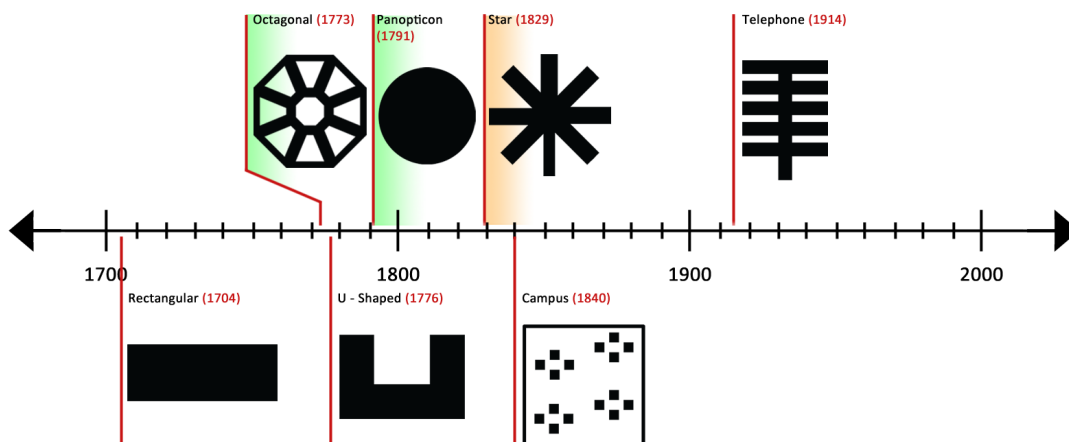 Octagonal (1773)
Panopticon
(1791)
Star (1829)
Telephone (1914)
1700
1800
1900
2000
Rectangular (1704)
U - Shaped (1776)
Campus (1840)